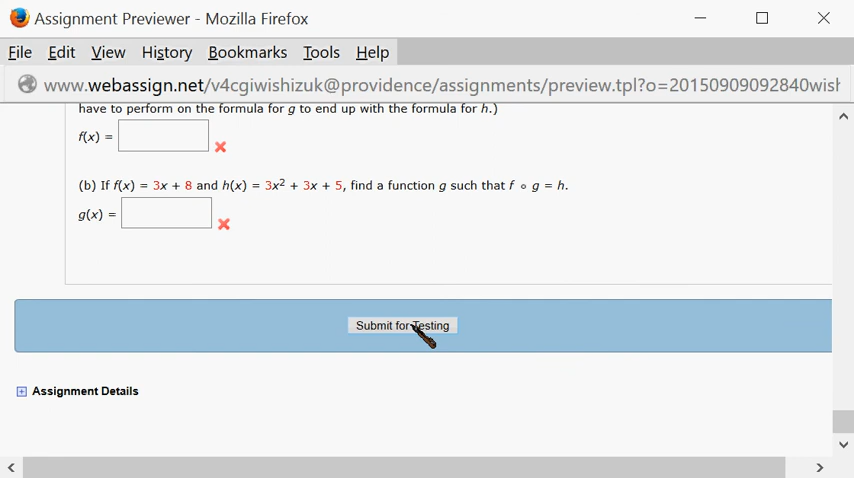 Assignment Previewer - Mozilla Firefox
File Edit View History Bookmarks Tools Help
www.webassign.net/v4cgiwishizuk@providence/assignments/preview.tpl?o=20150909092840wish
have to perform on the formula for g to end up with the formula for h.)
f(x) =
(b) If f(x) = 3x + 8 and h(x) = 3x² + 3x + 5, find a function g such that f ∘ g = h.
g(x) =
Submit for Testing
Assignment Details